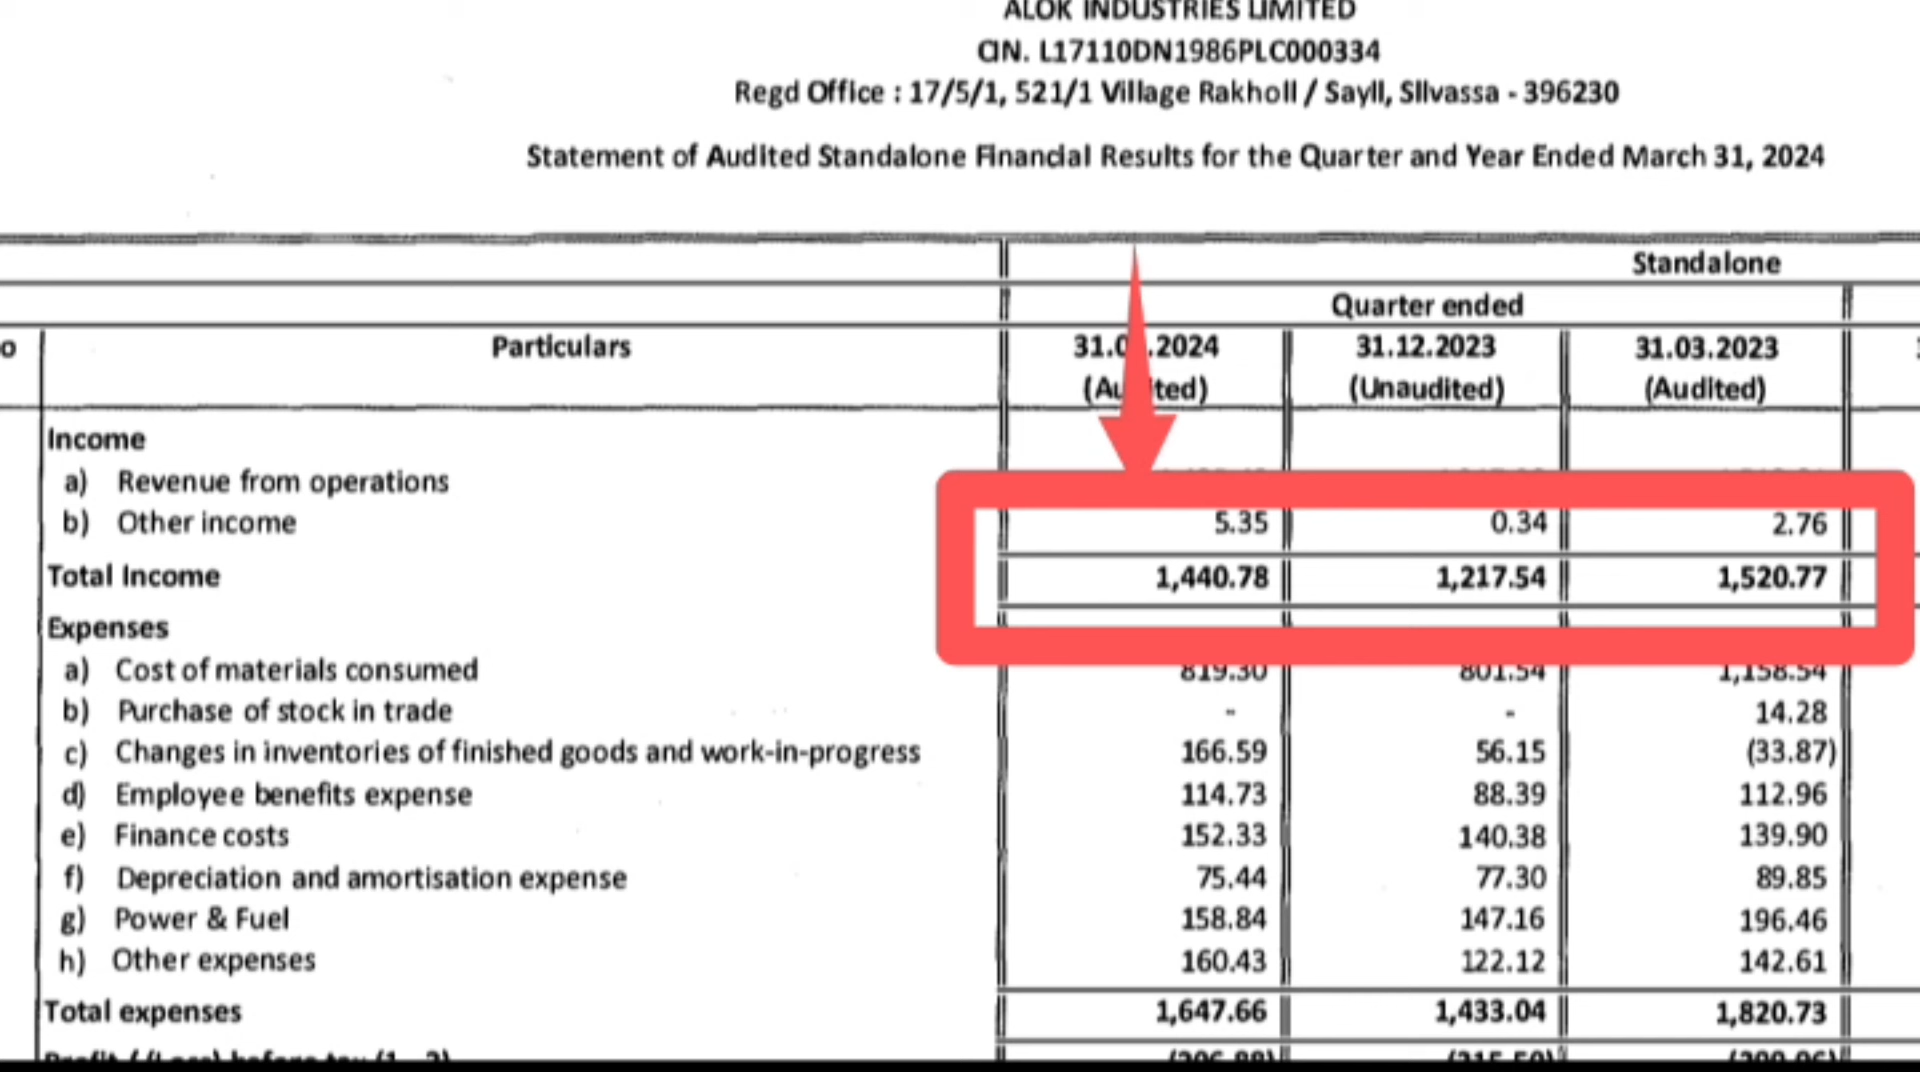 ALOK INDUSTRIES LIMITED
CIN. L17110DN1986PLC000334
Regd Office : 17/5/1, 521/1 Village Rakholi / Sayli, Silvassa - 396230
Statement of Audited Standalone Financial Results for the Quarter and Year Ended March 31, 2024
Standalone
Quarter ended
Particulars 31.12.2023 31.03.2023
(Unaudited) (Audited)
Income
a) Revenue from operations
b) Other income 5.35 0.34 2.76
Total Income 1,440.78 1,217.54 1,520.77
Expenses
a) Cost of materials consumed 819.30 801.54 1,158.54
b) Purchase of stock in trade - - 14.28
c) Changes in inventories of finished goods and work-in-progress 166.59 56.15 (33.87)
d) Employee benefits expense 114.73 88.39 112.96
e) Finance costs 152.33 140.38 139.90
f) Depreciation and amortisation expense 75.44 77.30 89.85
g) Power & Fuel 158.84 147.16 196.46
h) Other expenses 160.43 122.12 142.61
Total expenses 1,647.66 1,433.04 1,820.73